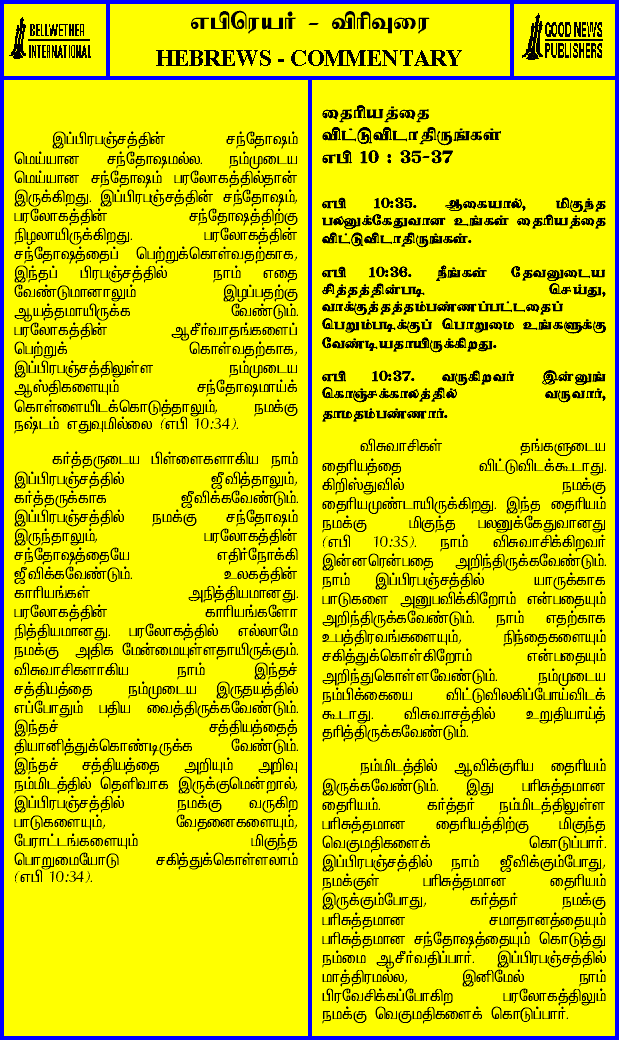 BELLWETHER
INTERNATIONAL
எபிரெயர் - விரிவுரை
HEBREWS - COMMENTARY
GOOD NEWS
PUBLISHERS
இப்பிரபஞ்சத்தின் சந்தோஷம்
மெய்யான சந்தோஷமல்ல. நம்முடைய
மெய்யான சந்தோஷம் பரலோகத்தில்தான்
இருக்கிறது. இப்பிரபஞ்சத்தின் சந்தோஷம்,
பரலோகத்தின் சந்தோஷத்திற்கு
நிழலாயிருக்கிறது. பரலோகத்தின்
சந்தோஷத்தைப் பெற்றுக்கொள்வதற்காக,
இந்தப் பிரபஞ்சத்தில் நாம் எதை
வேண்டுமானாலும் இழப்பதற்கு
ஆயத்தமாயிருக்க வேண்டும்.
பரலோகத்தின் ஆசீர்வாதங்களைப்
பெற்றுக் கொள்வதற்காக,
இப்பிரபஞ்சத்திலுள்ள நம்முடைய
ஆஸ்திகளையும் சந்தோஷமாய்க்
கொள்ளையிடக்கொடுத்தாலும், நமக்கு
நஷ்டம் எதுவுமில்லை (எபி 10:34).
கர்த்தருடைய பிள்ளைகளாகிய நாம்
இப்பிரபஞ்சத்தில் ஜீவித்தாலும்,
கர்த்தருக்காக ஜீவிக்கவேண்டும்.
இப்பிரபஞ்சத்தில் நமக்கு சந்தோஷம்
இருந்தாலும், பரலோகத்தின்
சந்தோஷத்தையே எதிர்நோக்கி
ஜீவிக்கவேண்டும். உலகத்தின்
காரியங்கள் அநித்தியமானது.
பரலோகத்தின் காரியங்களோ
நித்தியமானது. பரலோகத்தில் எல்லாமே
நமக்கு அதிக மேன்மையுள்ளதாயிருக்கும்.
விசுவாசிகளாகிய நாம் இந்தச்
சத்தியத்தை நம்முடைய இருதயத்தில்
எப்போதும் பதிய வைத்திருக்கவேண்டும்.
இந்தச் சத்தியத்தைத்
தியானித்துக்கொண்டிருக்க வேண்டும்.
இந்தச் சத்தியத்தை அறியும் அறிவு
நம்மிடத்தில் தெளிவாக இருக்குமென்றால்,
இப்பிரபஞ்சத்தில் நமக்கு வருகிற
பாடுகளையும், வேதனைகளையும்,
பேராட்டங்களையும் மிகுந்த
பொறுமையோடு சகித்துக்கொள்ளலாம்
(எபி 10:34).
தைரியத்தை
விட்டுவிடாதிருங்கள்
எபி 10 : 35-37
எபி 10:35. ஆகையால், மிகுந்த
பலனுக்கேதுவான உங்கள் தைரியத்தை
விட்டுவிடாதிருங்கள்.
எபி 10:36. நீங்கள் தேவனுடைய
சித்தத்தின்படி செய்து,
வாக்குத்தத்தம்பண்ணப்பட்டதைப்
பெறும்படிக்குப் பொறுமை உங்களுக்கு
வேண்டியதாயிருக்கிறது.
எபி 10:37. வருகிறவர் இன்னுங்
கொஞ்சக்காலத்தில் வருவார்,
தாமதம்பண்ணார்.
விசுவாசிகள் தங்களுடைய
தைரியத்தை விட்டுவிடக்கூடாது.
கிறிஸ்துவில் நமக்கு
தைரியமுண்டாயிருக்கிறது. இந்த தைரியம்
நமக்கு மிகுந்த பலனுக்கேதுவானது
(எபி 10:35). நாம் விசுவாசிக்கிறவர்
இன்னாரென்பதை அறிந்திருக்கவேண்டும்.
நாம் இப்பிரபஞ்சத்தில் யாருக்காக
பாடுகளை அனுபவிக்கிறோம் என்பதையும்
அறிந்திருக்கவேண்டும். நாம் எதற்காக
உபத்திரவங்களையும், நிந்தைகளையும்
சகித்துக்கொள்கிறோம் என்பதையும்
அறிந்துகொள்ளவேண்டும். நம்முடைய
நம்பிக்கையை விட்டுவிலகிப்போய்விடக்
கூடாது. விசுவாசத்தில் உறுதியாய்த்
தரித்திருக்கவேண்டும்.
நம்மிடத்தில் ஆவிக்குரிய தைரியம்
இருக்கவேண்டும். இது பரிசுத்தமான
தைரியம். கர்த்தர் நம்மிடத்திலுள்ள
பரிசுத்தமான தைரியத்திற்கு மிகுந்த
வெகுமதிகளைக் கொடுப்பார்.
இப்பிரபஞ்சத்தில் நாம் ஜீவிக்கும்போது,
நமக்குள் பரிசுத்தமான தைரியம்
இருக்கும்போது, கர்த்தர் நமக்கு
பரிசுத்தமான சமாதானத்தையும்
பரிசுத்தமான சந்தோஷத்தையும் கொடுத்து
நம்மை ஆசீர்வதிப்பார். இப்பிரபஞ்சத்தில்
மாத்திரமல்ல, இனிமேல் நாம்
பிரவேசிக்கப்போகிற பரலோகத்திலும்
நமக்கு வெகுமதிகளைக் கொடுப்பார்.